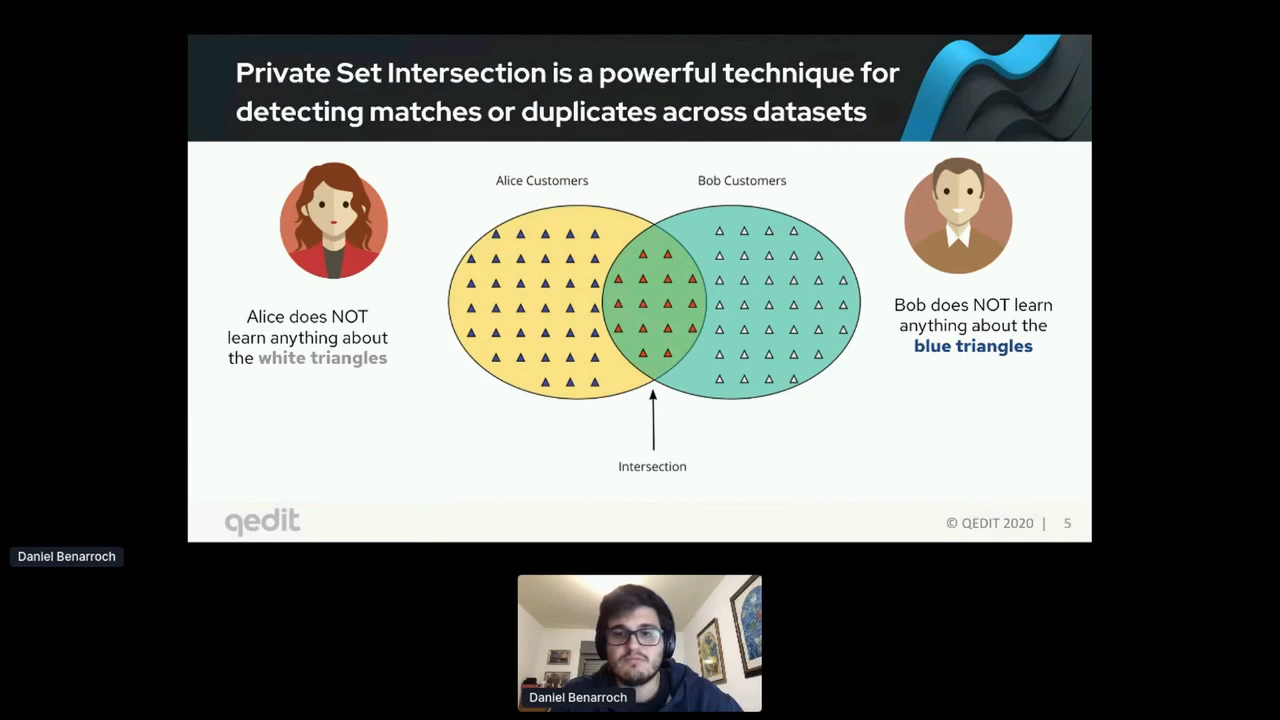 Private Set Intersection is a powerful technique for
detecting matches or duplicates across datasets
Alice Customers
Bob Customers
Alice does NOT
learn anything about
the white triangles
Bob does NOT learn
anything about the
blue triangles
Intersection
qedit
© QEDIT 2020 | 5
Daniel Benarroch
Daniel Benarroch